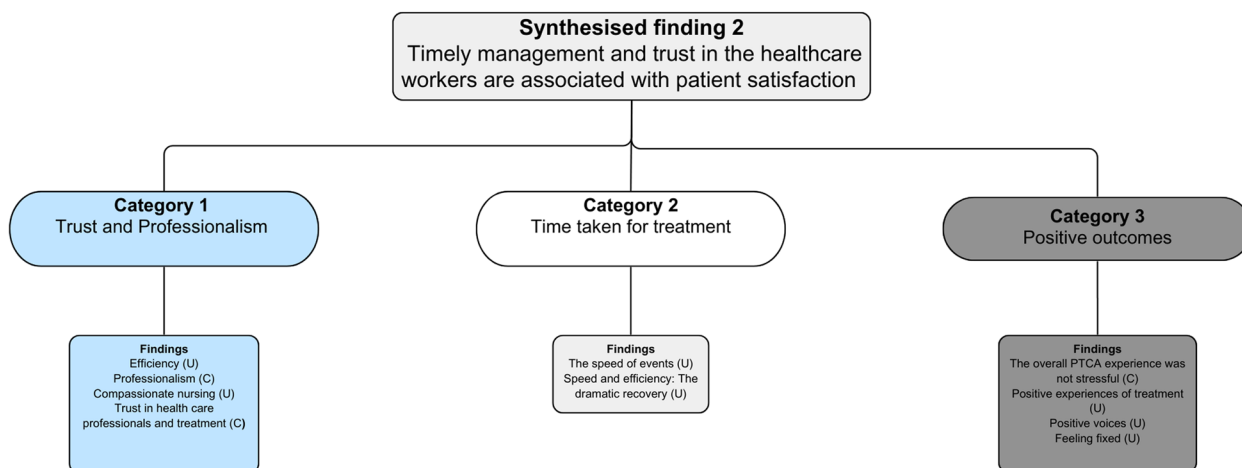 Synthesised finding 2
Timely management and trust in the healthcare
workers are associated with patient satisfaction
Category 1
Trust and Professionalism
Category 2
Time taken for treatment
Category 3
Positive outcomes
Findings
Efficiency (U)
Professionalism (C)
Compassionate nursing (U)
Trust in health care
professionals and treatment (C)
Findings
The speed of events (U)
Speed and efficiency: The
dramatic recovery (U)
Findings
The overall PTCA experience was
not stressful (C)
Positive experiences of treatment
(U)
Positive voices (U)
Feeling fixed (U)